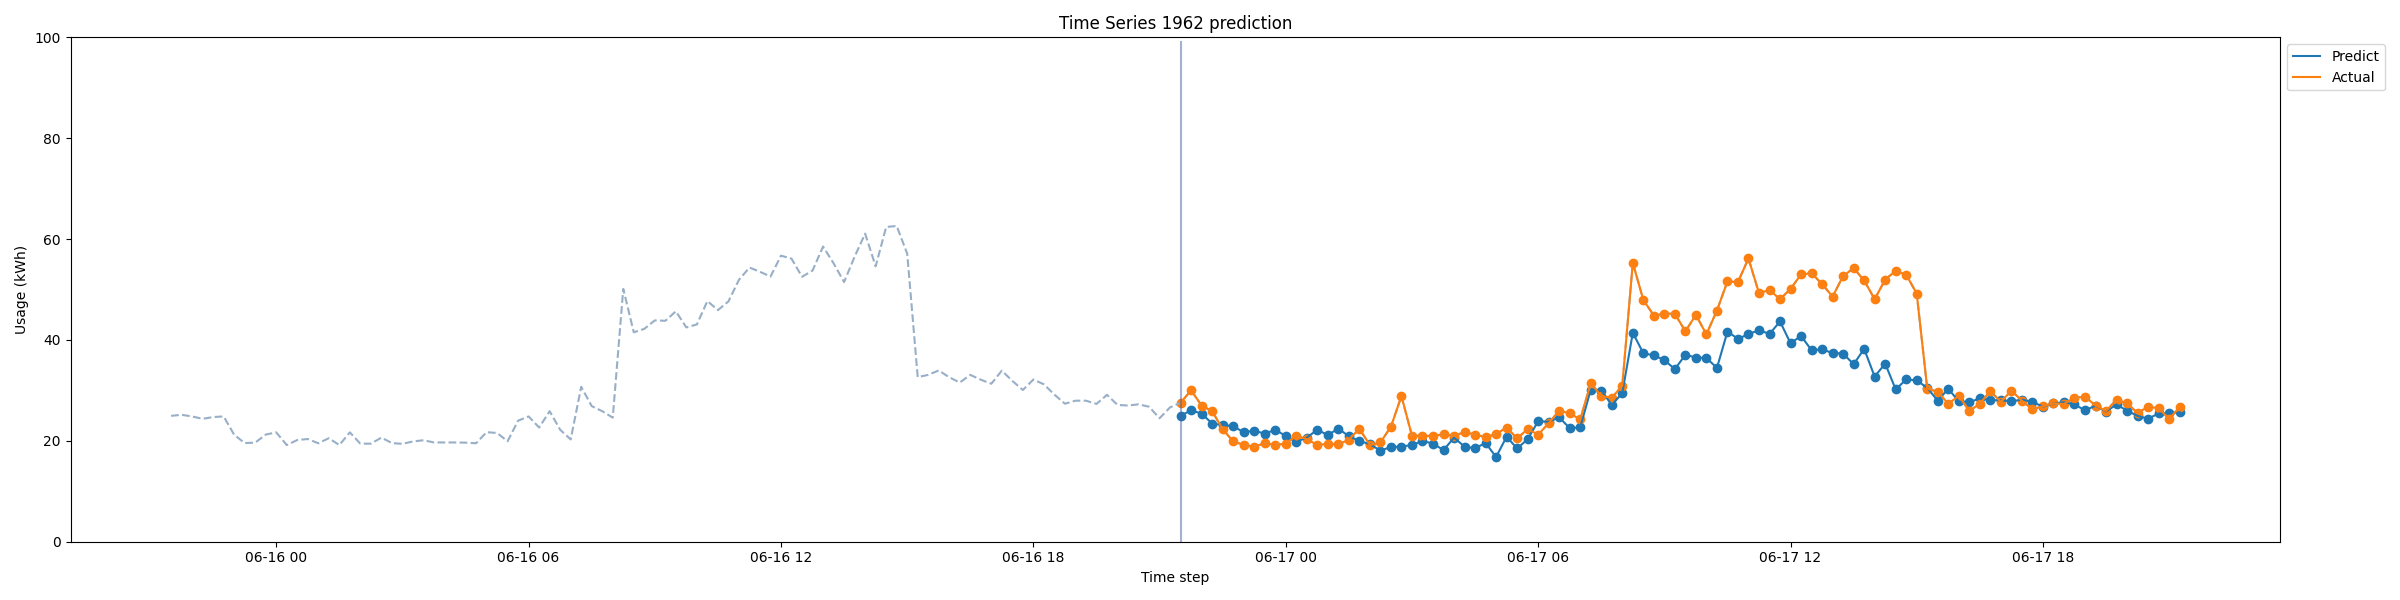 Time Series 1962 prediction
100
80
60
40
20
0
Usage (kWh)
06-16 00
06-16 06
06-16 12
06-16 18
06-17 00
06-17 06
06-17 12
06-17 18
Time step
Predict
Actual